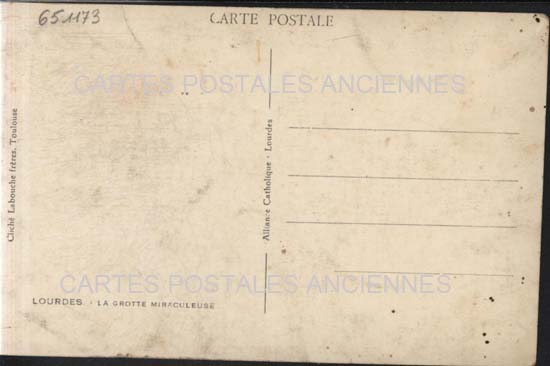 651173
CARTE POSTALE
CARTES POSTALES ANCIENNES
Cliché Labouche frères, Toulouse
Alliance Catholique - Lourdes
CARTES POSTALES ANCIENNES
LOURDES - LA GROTTE MIRACULEUSE